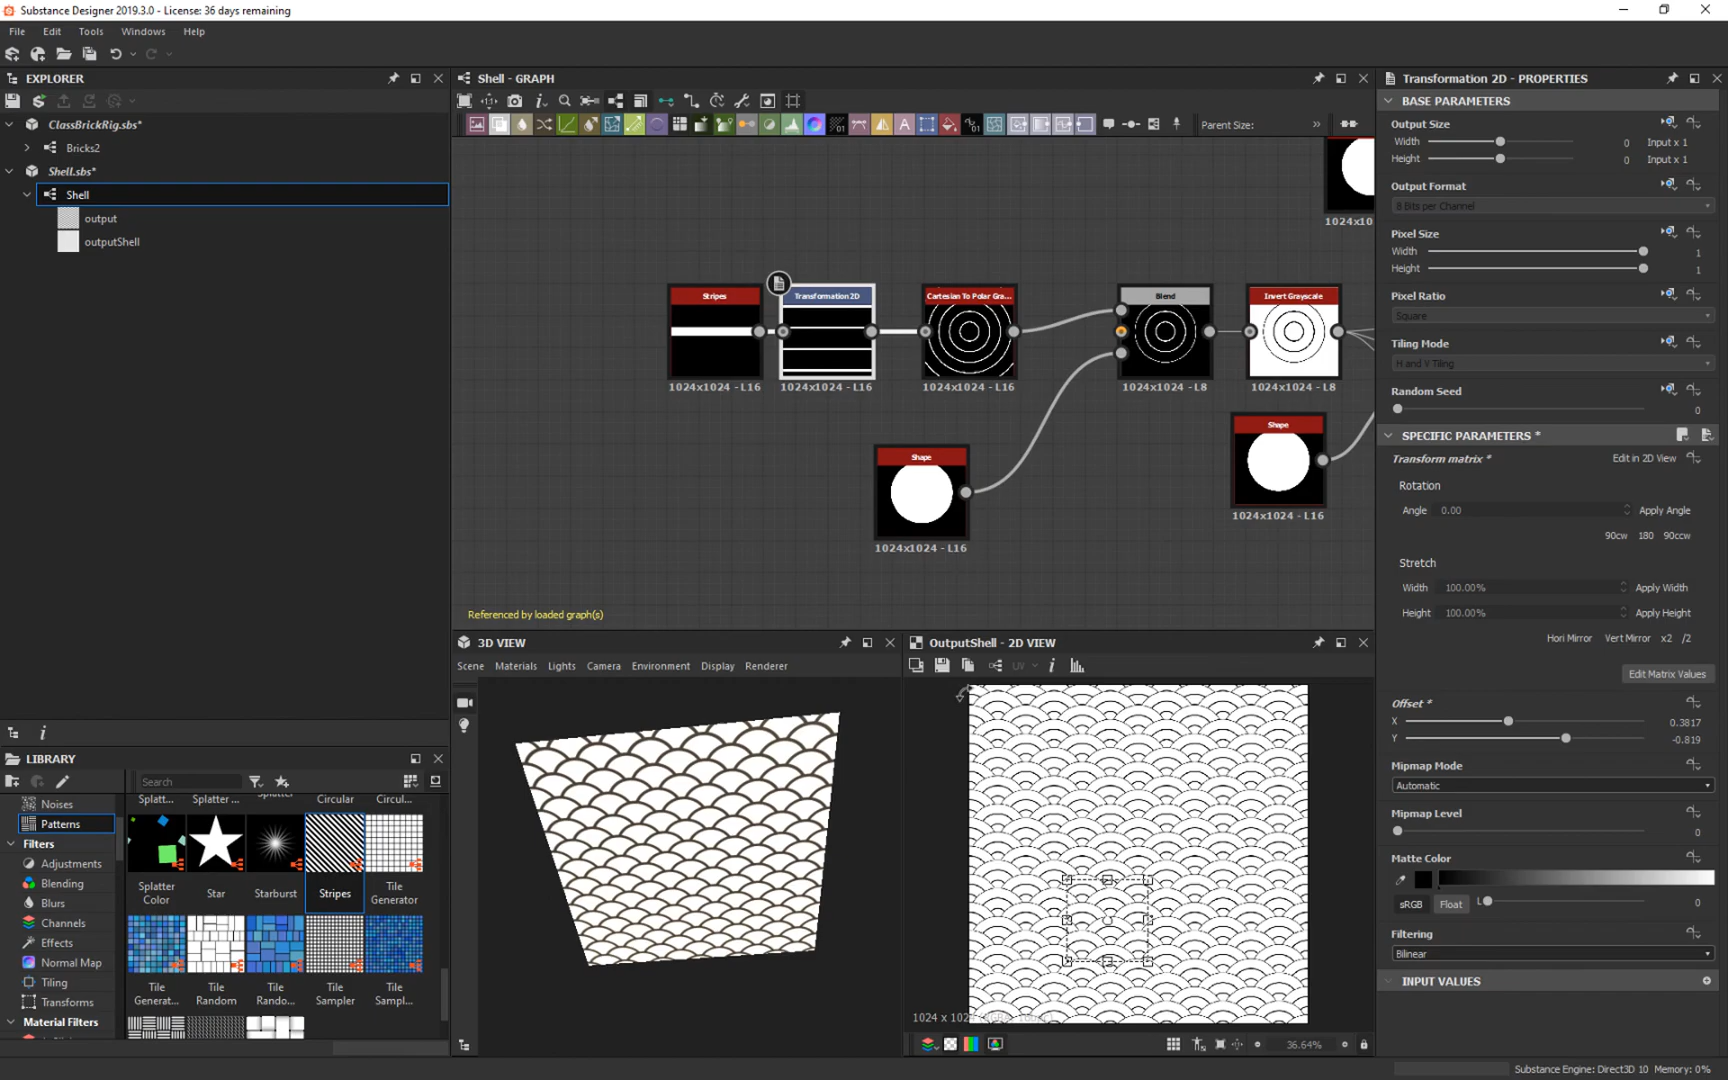 Substance Designer 2019.3.0 - License: 36 days remaining
File Edit Tools Windows Help
EXPLORER
ClassBrickRig.sbs*
Bricks2
Shell.sbs*
Shell
output
outputShell
LIBRARY
Search
Noises
Patterns
Filters
Adjustments
Blending
Blurs
Channels
Effects
Normal Map
Tiling
Transforms
Material Filters
Splatt... Splatter ... Circular Circul...
Splatter Color
Star
Starburst
Stripes
Tile Generator
Tile Generat...
Tile Random
Tile Rando...
Tile Sampler
Tile Sampl...
Shell - GRAPH
Parent Size: »
1024x10
Stripes
1024x1024 - L16
Transformation 2D
1024x1024 - L16
Cartesian To Polar Gra...
1024x1024 - L16
Blend
1024x1024 - L8
Invert Grayscale
1024x1024 - L8
Shape
1024x1024 - L16
Shape
1024x1024 - L16
Referenced by loaded graph(s)
3D VIEW
Scene Materials Lights Camera Environment Display Renderer
OutputShell - 2D VIEW
UV
1024 x 102
36.64%
Transformation 2D - PROPERTIES
BASE PARAMETERS
Output Size
Width 0 Input x 1
Height 0 Input x 1
Output Format
8 Bits per Channel
Pixel Size
Width 1
Height 1
Pixel Ratio
Square
Tiling Mode
H and V Tiling
Random Seed
0
SPECIFIC PARAMETERS *
Transform matrix * Edit in 2D View
Rotation
Angle 0.00 Apply Angle
90cw 180 90ccw
Stretch
Width 100.00% Apply Width
Height 100.00% Apply Height
Hori Mirror Vert Mirror x2 /2
Edit Matrix Values
Offset *
X 0.3817
Y -0.819
Mipmap Mode
Automatic
Mipmap Level
0
Matte Color
sRGB Float L 0
Filtering
Bilinear
INPUT VALUES
Substance Engine: Direct3D 10 Memory: 0%